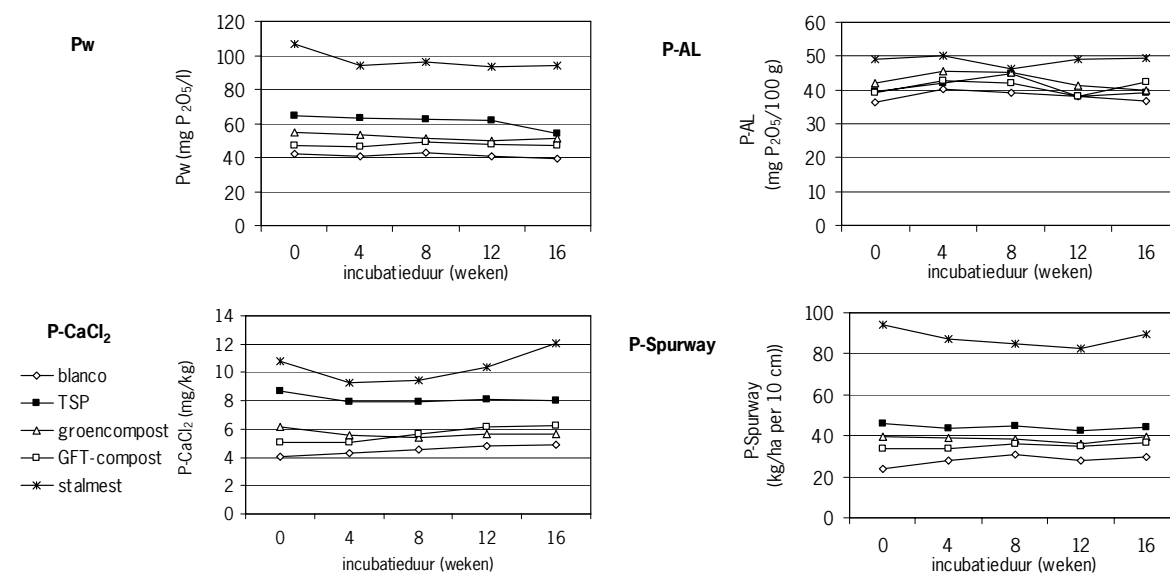 Pw
Pw (mg P₂O₅/l)
120
100
80
60
40
20
0
0 4 8 12 16
incubatieduur (weken)
P-AL
P-AL
(mg P₂O₅/100 g)
60
50
40
30
20
10
0
0 4 8 12 16
incubatieduur (weken)
P-CaCl₂
blanco
TSP
groencompost
GFT-compost
stalmest
P-CaCl₂ (mg/kg)
14
12
10
8
6
4
2
0
0 4 8 12 16
incubatieduur (weken)
P-Spurway
P-Spurway
(kg/ha per 10 cm))
100
80
60
40
20
0
0 4 8 12 16
incubatieduur (weken)